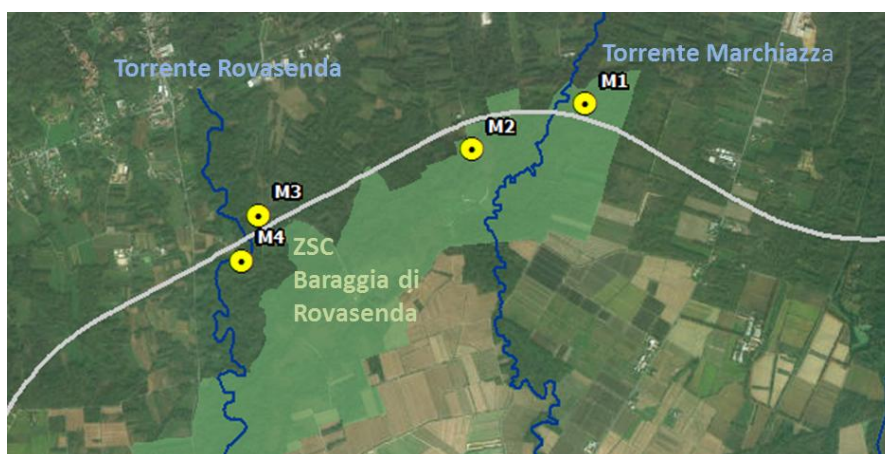 Torrente Marchiazza
Torrente Rovasenda
M1
M2
M3
M4
ZSC
Baraggia di
Rovasenda